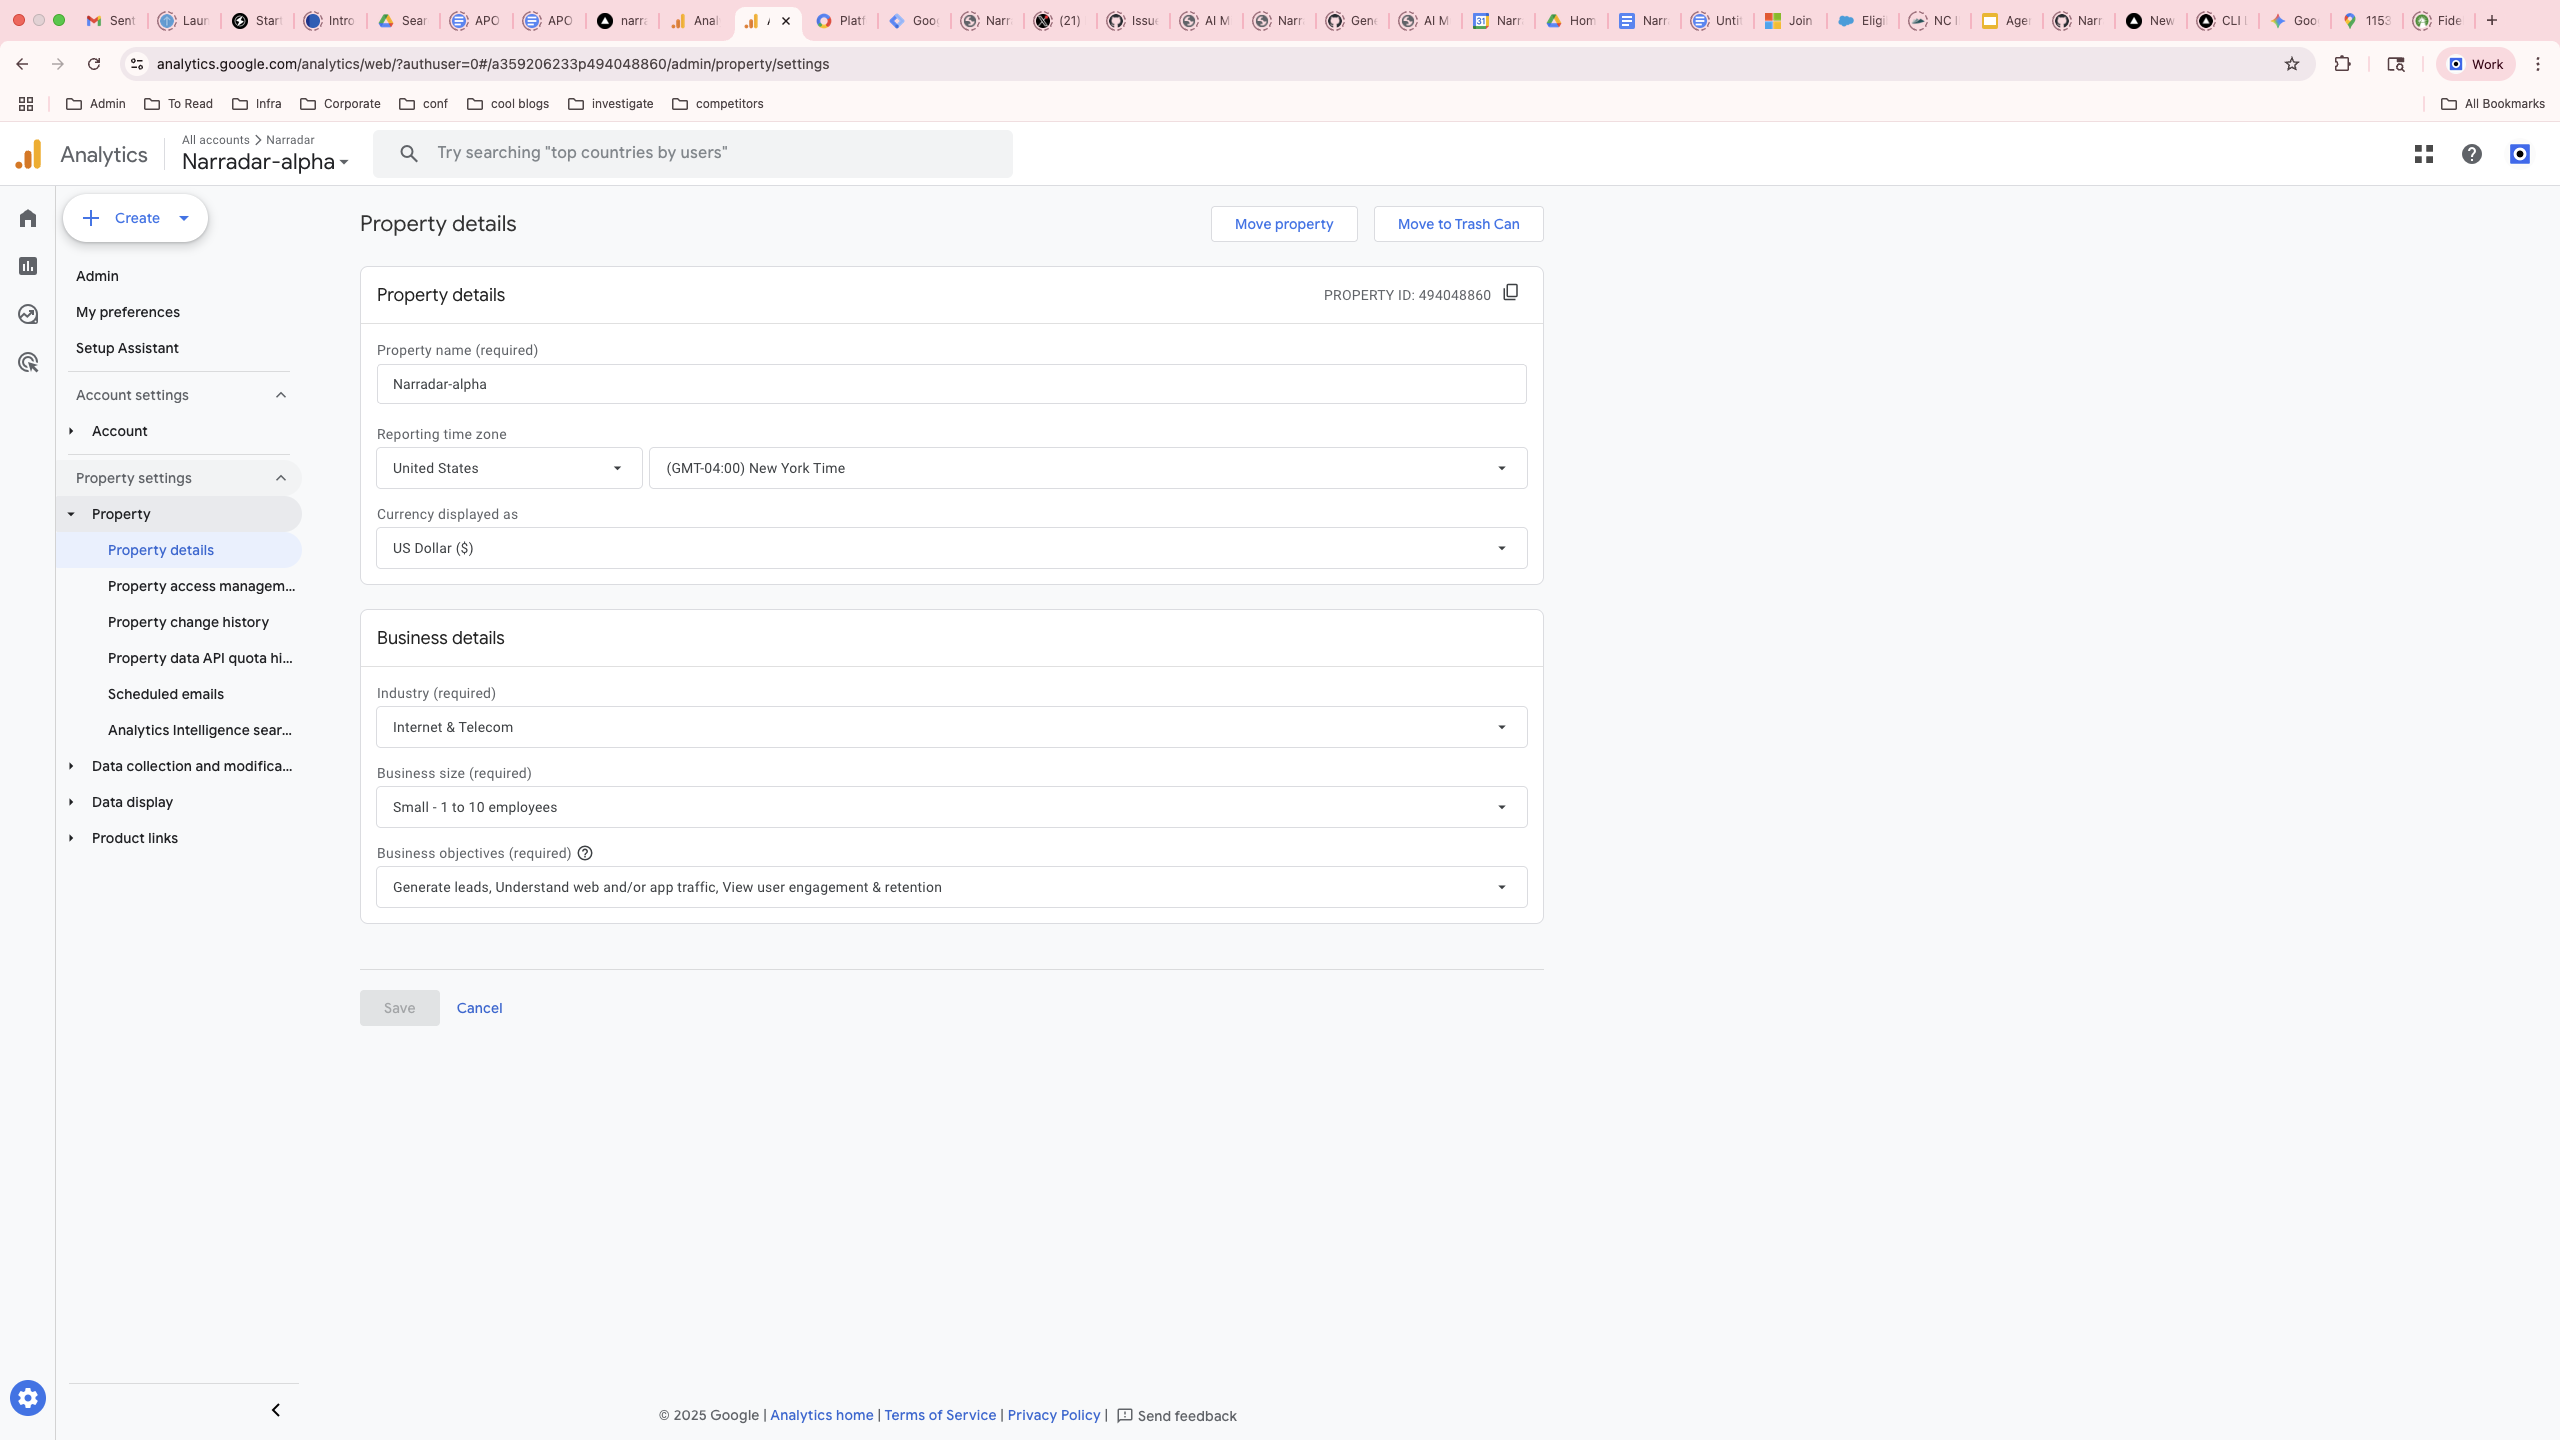 Sent
Laun
Start
Intro
Sear
APO
APO
narra
Anal
Platf
Goo
Narr
(21)
Issue
AI M
Narr
Gene
AI M
Narr
Hom
Narr
Unti
Join
Eligi
NC
Age
Narr
New
CLI
Goo
1153
Fide
analytics.google.com/analytics/web/?authuser=0#/a359206233p494048860/admin/property/settings
Work
Admin
To Read
Infra
Corporate
conf
cool blogs
investigate
competitors
All Bookmarks
Analytics
All accounts > Narradar
Narradar-alpha
Try searching "top countries by users"
Create
Admin
My preferences
Setup Assistant
Account settings
Account
Property settings
Property
Property details
Property access managem...
Property change history
Property data API quota hi...
Scheduled emails
Analytics Intelligence sear...
Data collection and modifica...
Data display
Product links
Property details
Move property
Move to Trash Can
Property details
PROPERTY ID: 494048860
Property name (required)
Narradar-alpha
Reporting time zone
United States
(GMT-04:00) New York Time
Currency displayed as
US Dollar ($)
Business details
Industry (required)
Internet & Telecom
Business size (required)
Small - 1 to 10 employees
Business objectives (required)
Generate leads, Understand web and/or app traffic, View user engagement & retention
Save
Cancel
© 2025 Google | Analytics home | Terms of Service | Privacy Policy | Send feedback